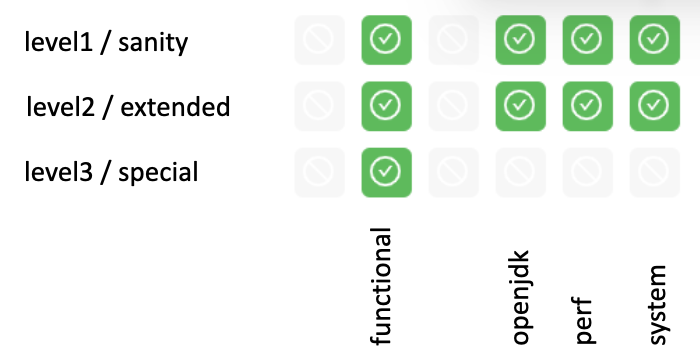 level1 / sanity
level2 / extended
level3 / special
functional
openjdk
perf
system